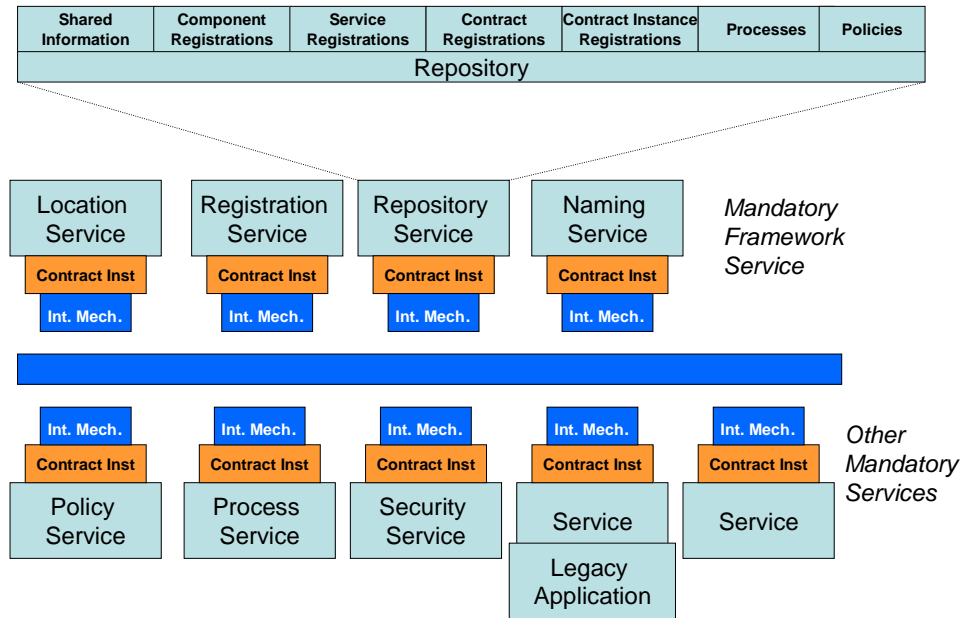 Shared
Information
Component
Registrations
Service
Registrations
Contract
Registrations
Contract Instance
Registrations
Processes
Policies
Repository
Location
Service
Registration
Service
Repository
Service
Naming
Service
Mandatory
Framework
Service
Contract Inst
Contract Inst
Contract Inst
Contract Inst
Int. Mech.
Int. Mech.
Int. Mech.
Int. Mech.
Int. Mech.
Int. Mech.
Int. Mech.
Int. Mech.
Int. Mech.
Contract Inst
Contract Inst
Contract Inst
Contract Inst
Contract Inst
Other
Mandatory
Services
Policy
Service
Process
Service
Security
Service
Service
Service
Legacy
Application